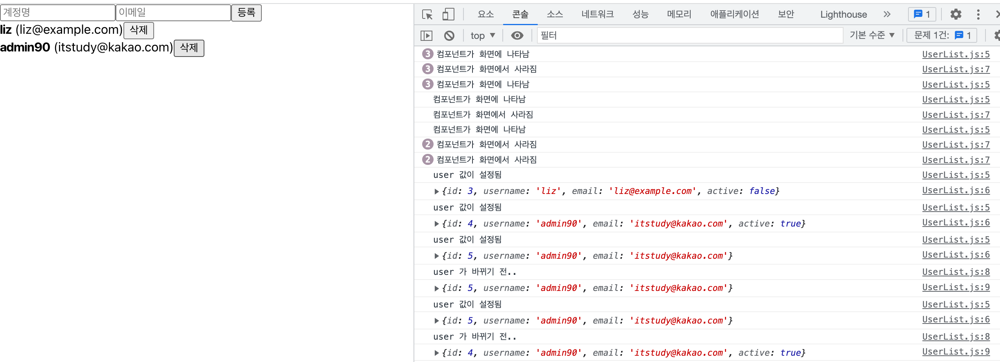 계정명 이메일 등록
liz (liz@example.com) 삭제
admin90 (itstudy@kakao.com) 삭제
요소 콘솔 소스 네트워크 성능 메모리 애플리케이션 보안 Lighthouse » 1
top ▼ 필터 기본 수준 ▼ 문제 1건: 1
3 컴포넌트가 화면에 나타남 UserList.js:5
3 컴포넌트가 화면에서 사라짐 UserList.js:7
3 컴포넌트가 화면에 나타남 UserList.js:5
컴포넌트가 화면에 나타남 UserList.js:5
컴포넌트가 화면에서 사라짐 UserList.js:7
컴포넌트가 화면에 나타남 UserList.js:5
2 컴포넌트가 화면에서 사라짐 UserList.js:7
2 컴포넌트가 화면에서 사라짐 UserList.js:7
user 값이 설정됨 UserList.js:5
▶{id: 3, username: 'liz', email: 'liz@example.com', active: false} UserList.js:6
user 값이 설정됨 UserList.js:5
▶{id: 4, username: 'admin90', email: 'itstudy@kakao.com', active: true} UserList.js:6
user 값이 설정됨 UserList.js:5
▶{id: 5, username: 'admin90', email: 'itstudy@kakao.com'} UserList.js:6
user 가 바뀌기 전.. UserList.js:8
▶{id: 5, username: 'admin90', email: 'itstudy@kakao.com'} UserList.js:9
user 값이 설정됨 UserList.js:5
▶{id: 5, username: 'admin90', email: 'itstudy@kakao.com'} UserList.js:6
user 가 바뀌기 전.. UserList.js:8
▶{id: 4, username: 'admin90', email: 'itstudy@kakao.com', active: true} UserList.js:9